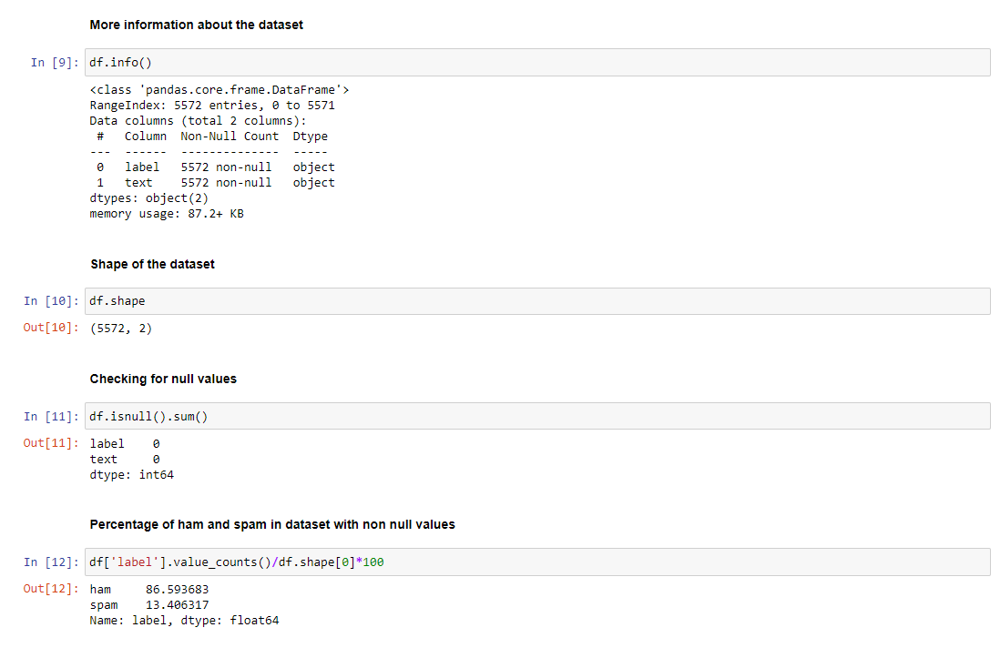 More information about the dataset
In [9]: df.info()
<class 'pandas.core.frame.DataFrame'>
RangeIndex: 5572 entries, 0 to 5571
Data columns (total 2 columns):
 #   Column  Non-Null Count  Dtype
---  ------  --------------  -----
 0   label   5572 non-null   object
 1   text    5572 non-null   object
dtypes: object(2)
memory usage: 87.2+ KB
Shape of the dataset
In [10]: df.shape
Out[10]: (5572, 2)
Checking for null values
In [11]: df.isnull().sum()
Out[11]: label    0
text     0
dtype: int64
Percentage of ham and spam in dataset with non null values
In [12]: df['label'].value_counts()/df.shape[0]*100
Out[12]: ham     86.593683
spam    13.406317
Name: label, dtype: float64